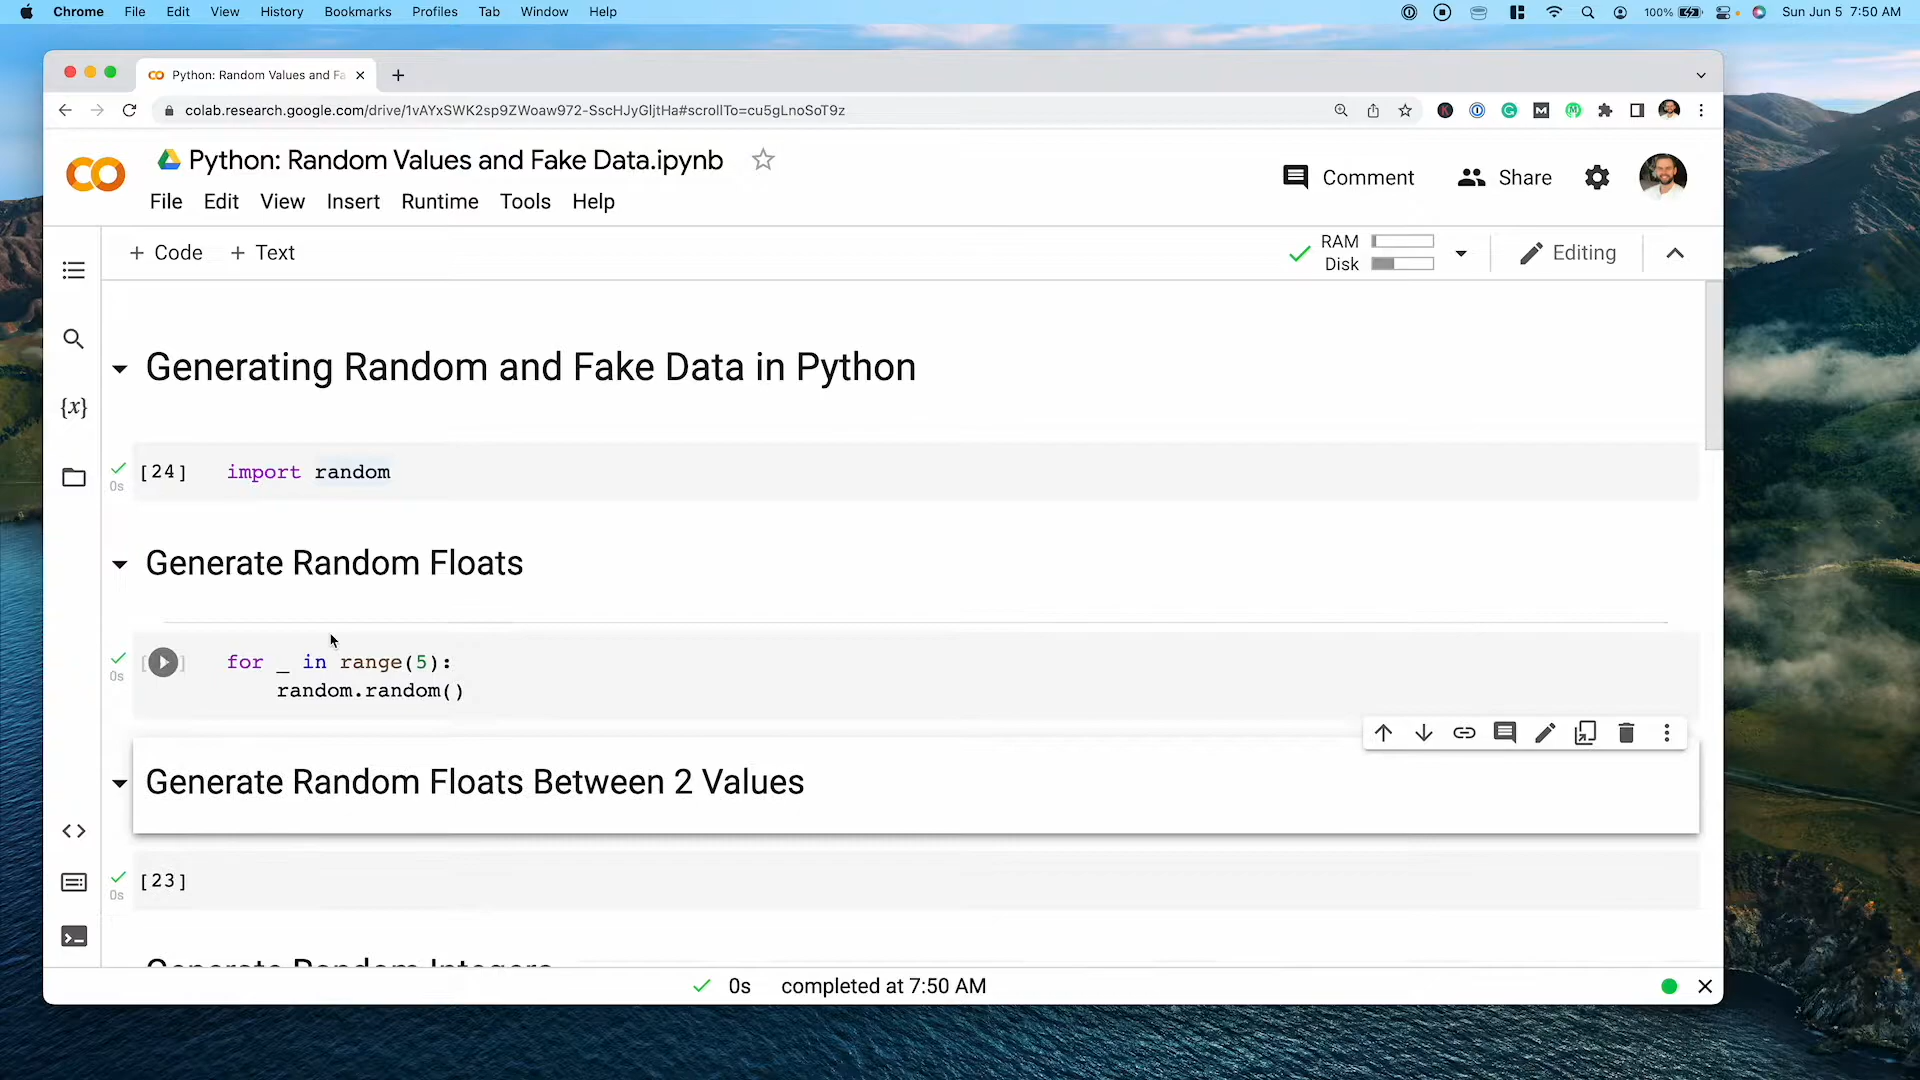 Chrome File Edit View History Bookmarks Profiles Tab Window Help 100% Sun Jun 5 7:50 AM
Python: Random Values and Fa
colab.research.google.com/drive/1vAYxSWK2sp9ZWoaw972-SscHJyGljtHa#scrollTo=cu5gLnoSoT9z
Python: Random Values and Fake Data.ipynb
Comment Share
File Edit View Insert Runtime Tools Help
+ Code + Text
RAM
Disk
Editing
Generating Random and Fake Data in Python
[24] import random
0s
Generate Random Floats
for _ in range(5):
0s
random.random()
Generate Random Floats Between 2 Values
[23]
0s
Generate Random Integers
0s completed at 7:50 AM